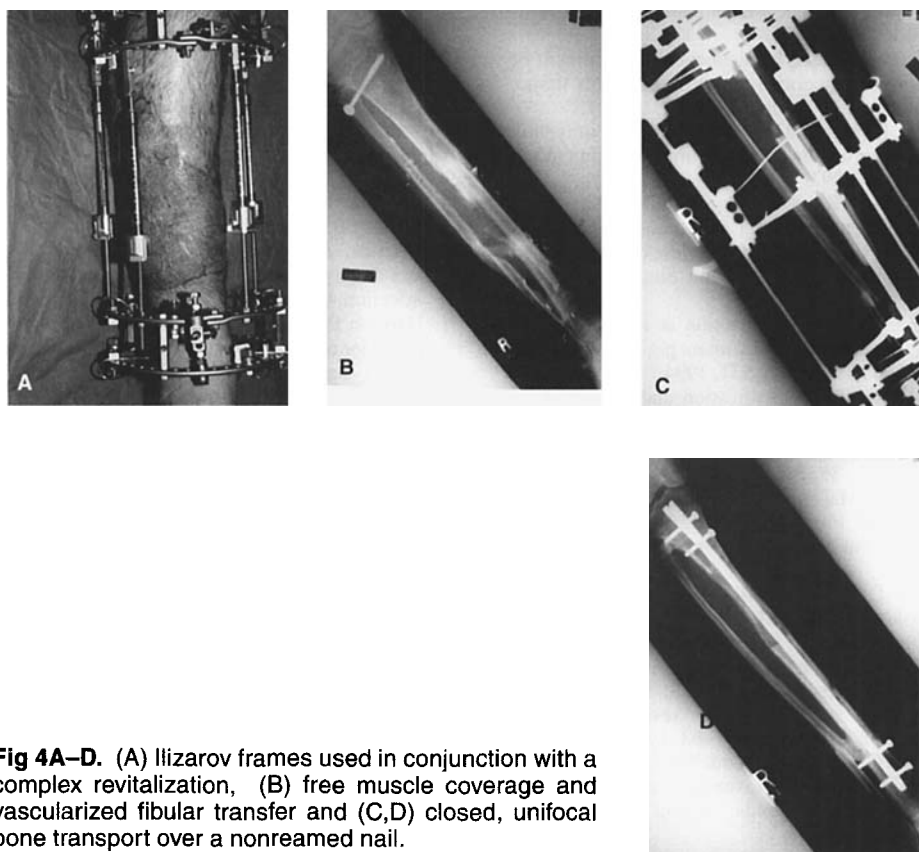 A
B
R
C
D
Fig 4A–D. (A) Ilizarov frames used in conjunction with a
complex revitalization, (B) free muscle coverage and
vascularized fibular transfer and (C,D) closed, unifocal
bone transport over a nonreamed nail.